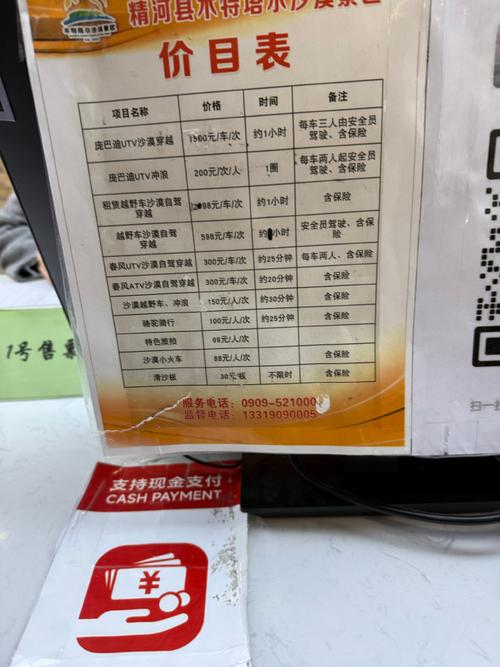 精河县木特塔尔沙漠景区
价目表
项目名称 价格 时间 备注
庞巴迪UTV沙漠穿越 1500元/车/次 约1小时 每车三人由安全员驾驶、含保险
庞巴迪UTV冲浪 200元/次/人 1圈 每车两人起安全员驾驶、含保险
租赁越野车沙漠自驾穿越 98元/车/次 约1小时 含保险
越野车沙漠自驾穿越 598元/车/次 约 小时 安全员驾驶、含保险
春风UTV沙漠自驾穿越 300元/车/次 约25分钟 每车两人、含保险
春风ATV沙漠自驾穿越 300元/车/次 约20分钟 含保险
沙漠越野车、冲浪 150元/人/次 约30分钟 含保险
骆驼骑行 100元/人/次 约25分钟 含保险
特色旅拍 99元/人/次
沙漠小火车 88元/人/次 含保险
滑沙板 30元/板 不限时 含保险
服务电话：0909-521000
监督电话：13319090005
1号售票
扫一扫
支持现金支付
CASH PAYMENT
¥